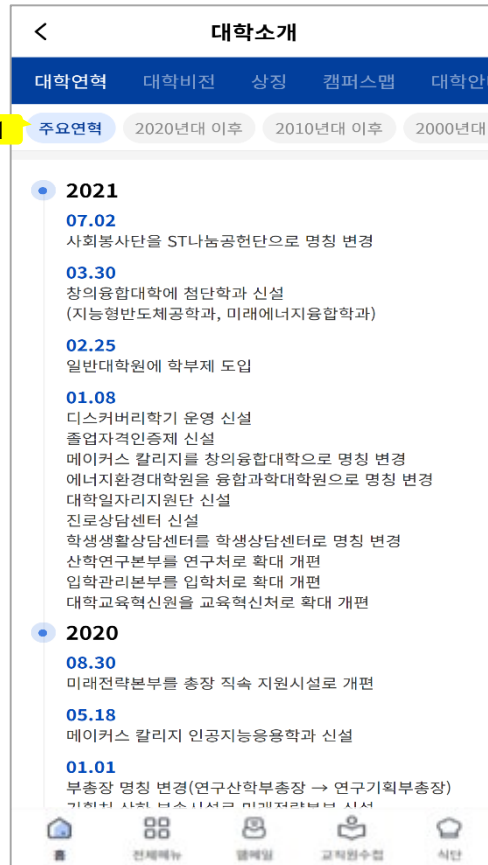 대학소개
대학연혁 대학비전 상징 캠퍼스맵 대학안
주요연혁 2020년대 이후 2010년대 이후 2000년대
2021
07.02
사회봉사단을 ST나눔공헌단으로 명칭 변경
03.30
창의융합대학에 첨단학과 신설
(지능형반도체공학과, 미래에너지융합학과)
02.25
일반대학원에 학부제 도입
01.08
디스커버리학기 운영 신설
졸업자격인증제 신설
메이커스 칼리지를 창의융합대학으로 명칭 변경
에너지환경대학원을 융합과학대학원으로 명칭 변경
대학일자리지원단 신설
진로상담센터 신설
학생생활상담센터를 학생상담센터로 명칭 변경
산학연구본부를 연구처로 확대 개편
입학관리본부를 입학처로 확대 개편
대학교육혁신원을 교육혁신처로 확대 개편
2020
08.30
미래전략본부를 총장 직속 지원시설로 개편
05.18
메이커스 칼리지 인공지능응용학과 신설
01.01
부총장 명칭 변경(연구산학부총장 → 연구기획부총장)
홈 전체메뉴 웹메일 교직원수첩 식단